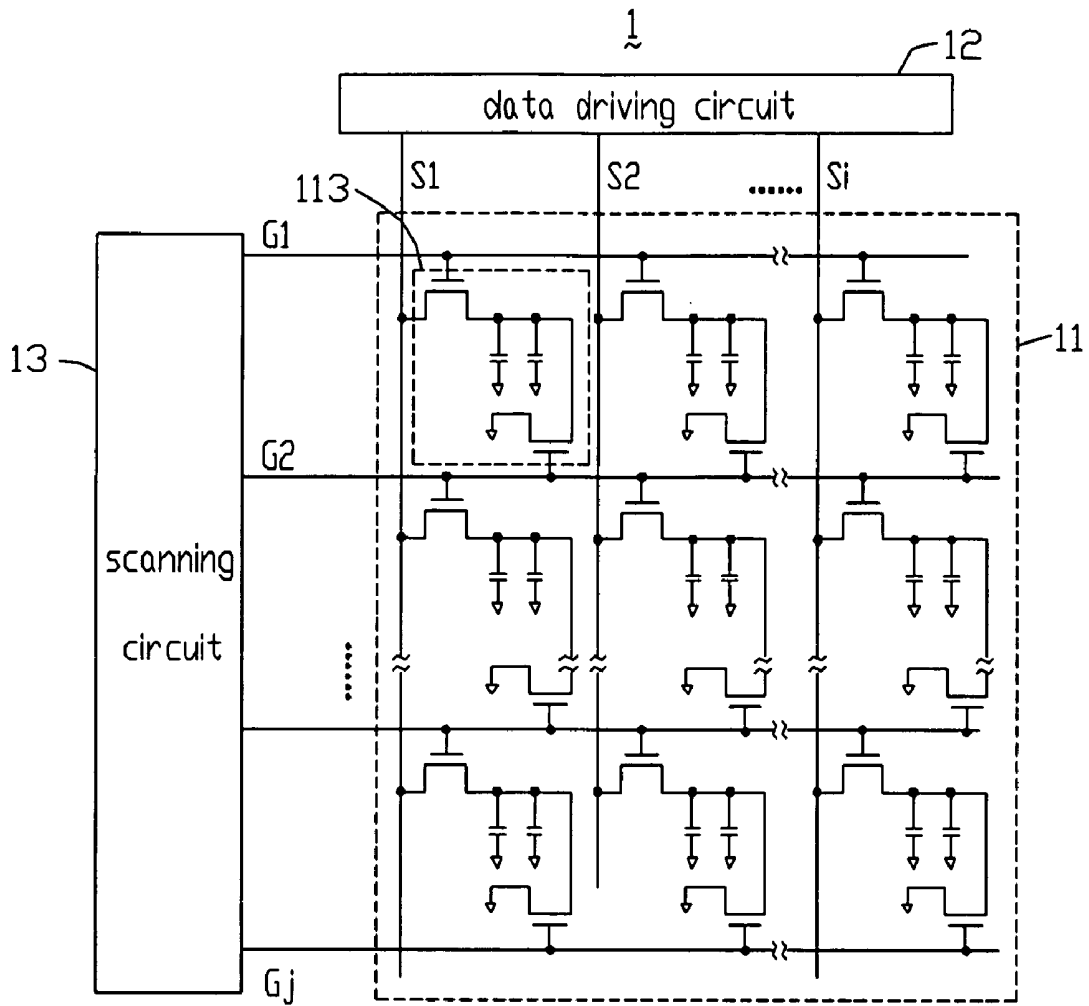 1
12
data driving circuit
S1
S2
......
Si
113
G1
11
13
G2
scanning
circuit
......
Gj